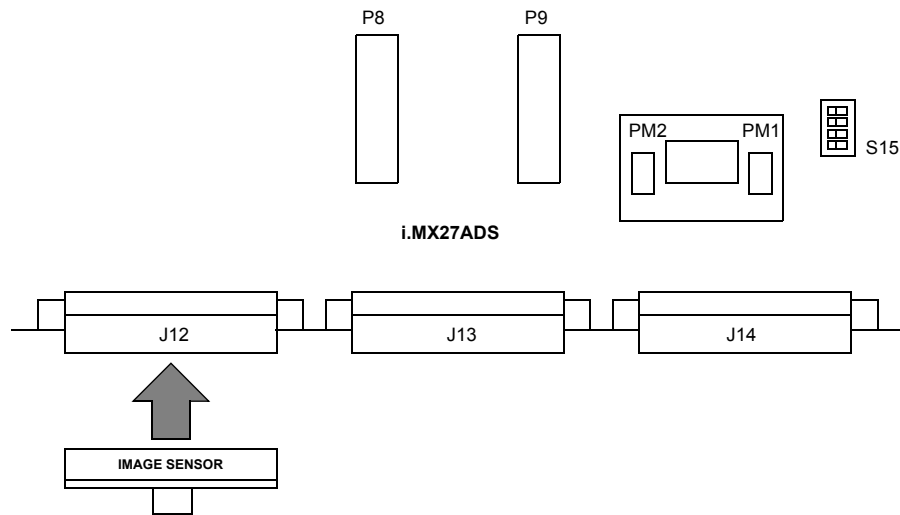 P8 P9
PM2 PM1
S15
i.MX27ADS
J12 J13 J14
IMAGE SENSOR